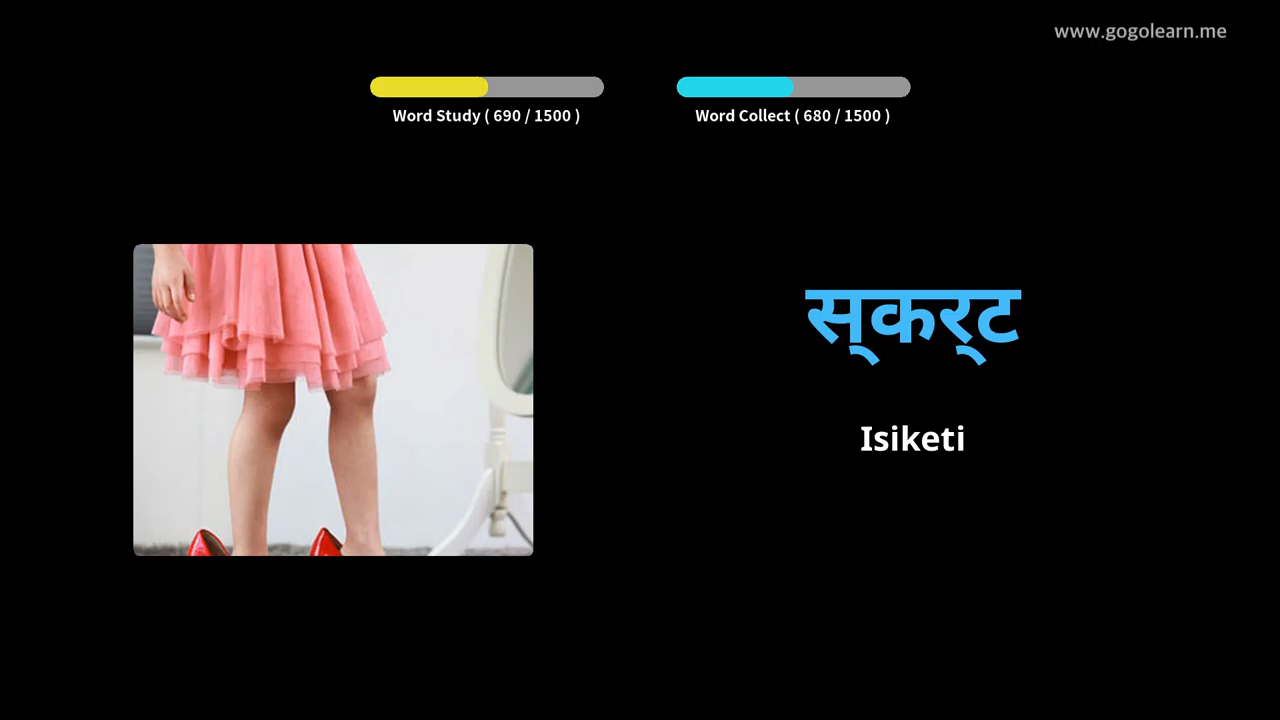 www.gogolearn.me
Word Study ( 690 / 1500 )
Word Collect ( 680 / 1500 )
स्‌कर्‌ट
Isiketi